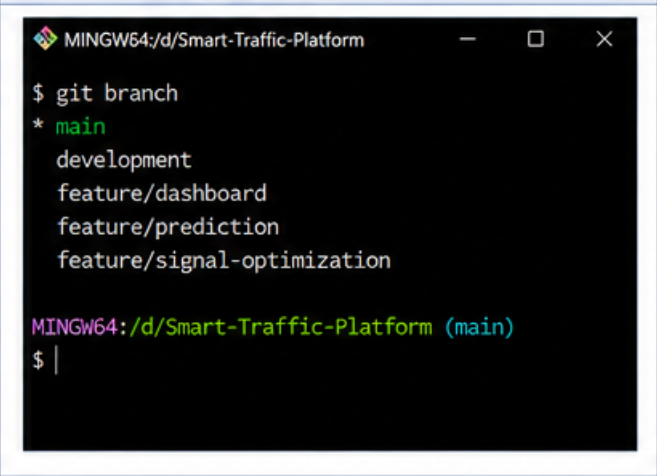 MINGW64:/d/Smart-Traffic-Platform
$ git branch
* main
development
feature/dashboard
feature/prediction
feature/signal-optimization
MINGW64:/d/Smart-Traffic-Platform (main)
$